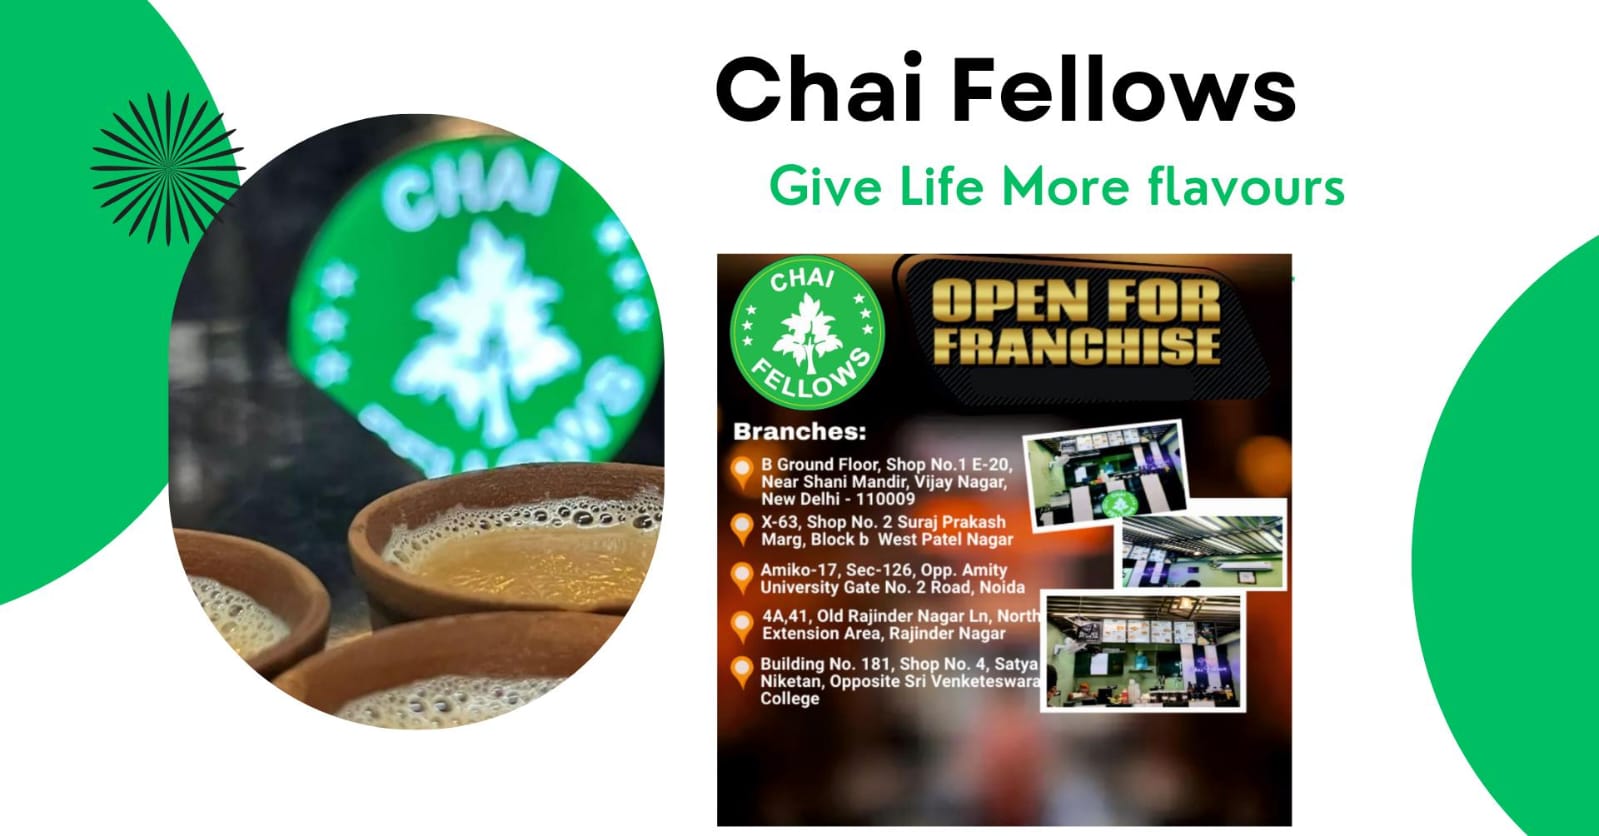 Chai Fellows
Give Life More flavours
CHAI
FELLOWS
CHAI
FELLOWS
OPEN FOR
FRANCHISE
Branches:
B Ground Floor, Shop No.1 E-20,
Near Shani Mandir, Vijay Nagar,
New Delhi - 110009
X-63, Shop No. 2 Suraj Prakash
Marg, Block b West Patel Nagar
Amiko-17, Sec-126, Opp. Amity
University Gate No. 2 Road, Noida
4A,41, Old Rajinder Nagar Ln, North
Extension Area, Rajinder Nagar
Building No. 181, Shop No. 4, Satya
Niketan, Opposite Sri Venketeswara
College